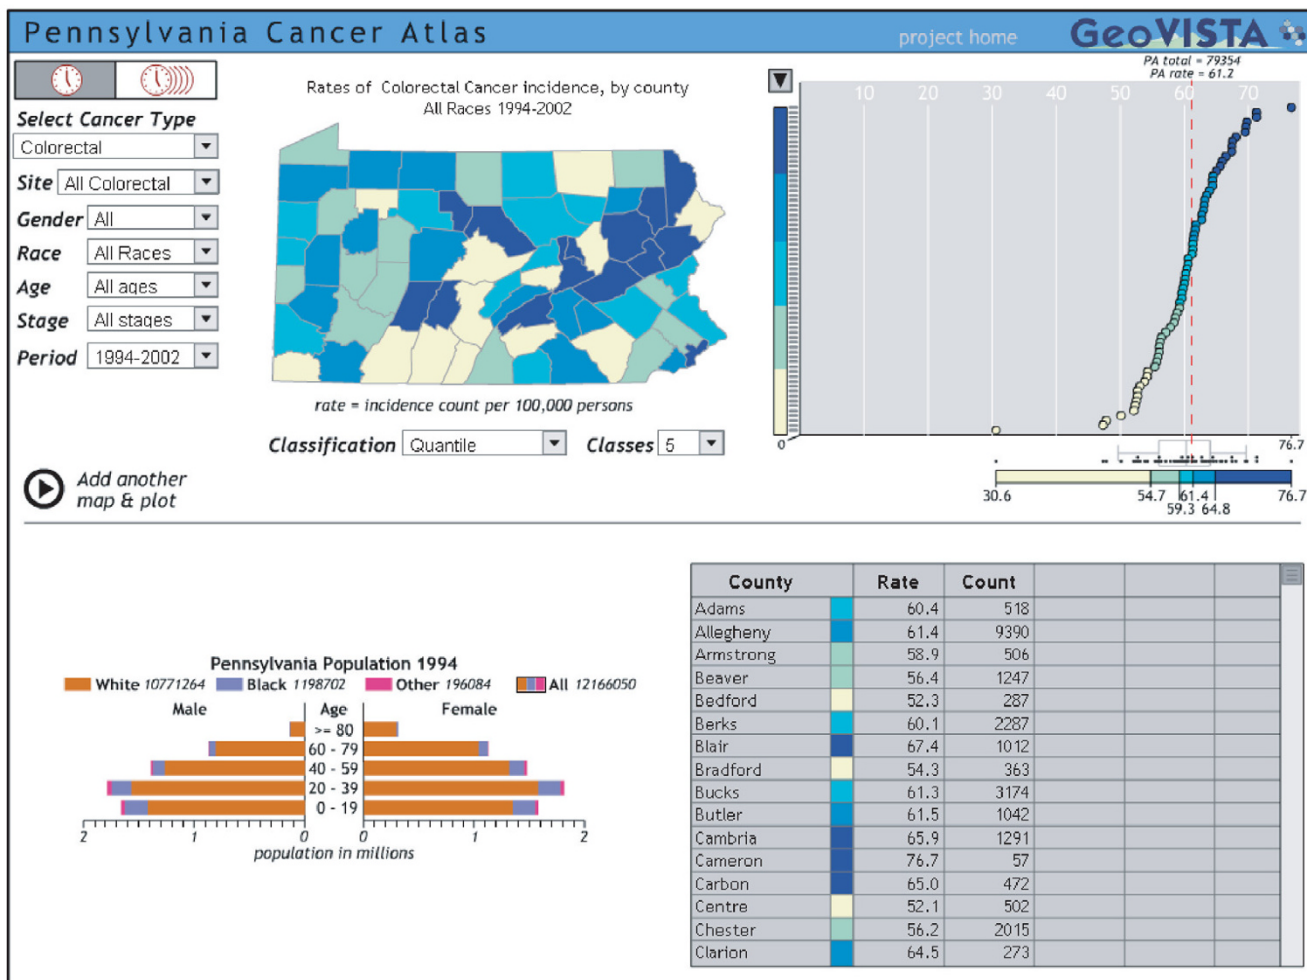 Pennsylvania Cancer Atlas
project home
GeoVISTA
PA total = 79354
PA rate = 61.2
Select Cancer Type
Colorectal
Site All Colorectal
Gender All
Race All Races
Age All ages
Stage All stages
Period 1994-2002
Rates of Colorectal Cancer incidence, by county
All Races 1994-2002
rate = incidence count per 100,000 persons
Classification Quantile Classes 5
10 20 30 40 50 60 70
0 76.7
30.6 54.7 61.4 76.7
59.3 64.8
Add another
map & plot
Pennsylvania Population 1994
White 10771264 Black 1198702 Other 196084 All 12166050
Male Age Female
>= 80
60 - 79
40 - 59
20 - 39
0 - 19
2 1 0 0 1 2
population in millions
County Rate Count
Adams 60.4 518
Allegheny 61.4 9390
Armstrong 58.9 506
Beaver 56.4 1247
Bedford 52.3 287
Berks 60.1 2287
Blair 67.4 1012
Bradford 54.3 363
Bucks 61.3 3174
Butler 61.5 1042
Cambria 65.9 1291
Cameron 76.7 57
Carbon 65.0 472
Centre 52.1 502
Chester 56.2 2015
Clarion 64.5 273